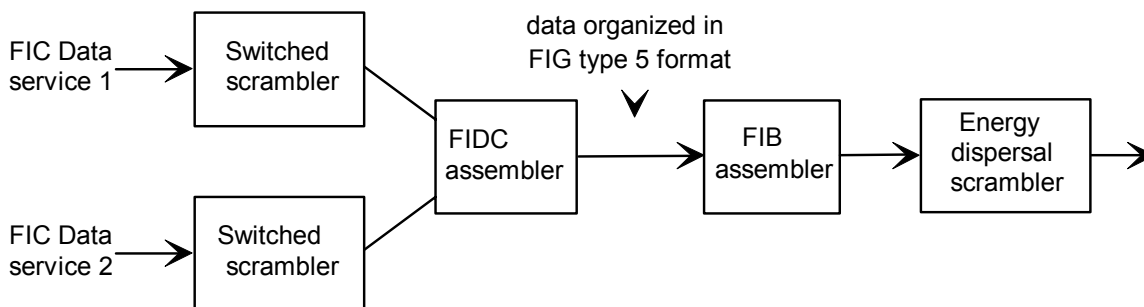 FIC Data
service 1
Switched
scrambler
data organized in
FIG type 5 format
FIDC
assembler
FIB
assembler
Energy
dispersal
scrambler
FIC Data
service 2
Switched
scrambler